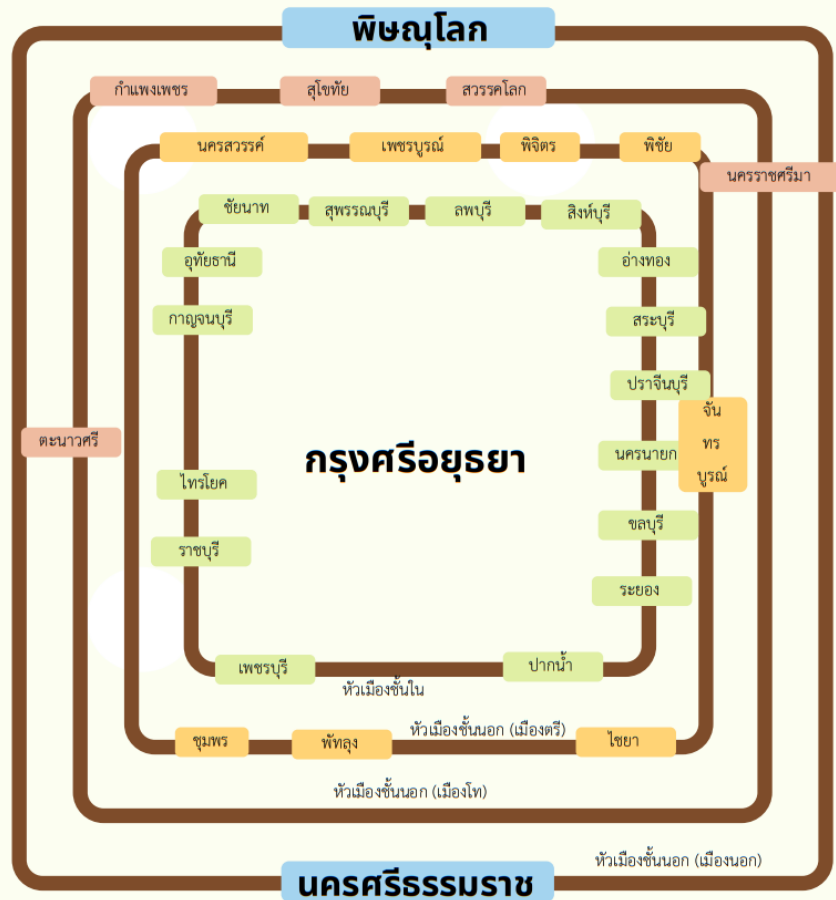 พิษณุโลก
กำแพงเพชร
สุโขทัย
สวรรคโลก
นครสวรรค์
เพชรบูรณ์
พิจิตร
พิชัย
นครราชศรีมา
ชัยนาท
สุพรรณบุรี
ลพบุรี
สิงห์บุรี
อุทัยธานี
อ่างทอง
กาญจนบุรี
สระบุรี
ปราจีนบุรี
จัน
ทร
บูรณ์
ตะนาวศรี
กรุงศรีอยุธยา
นครนายก
ไทรโยค
ขลบุรี
ราชบุรี
ระยอง
เพชรบุรี
ปากน้ำ
หัวเมืองชั้นใน
หัวเมืองชั้นนอก (เมืองตรี)
ชุมพร
พัทลุง
ไชยา
หัวเมืองชั้นนอก (เมืองโท)
หัวเมืองชั้นนอก (เมืองนอก)
นครศรีธรรมราช